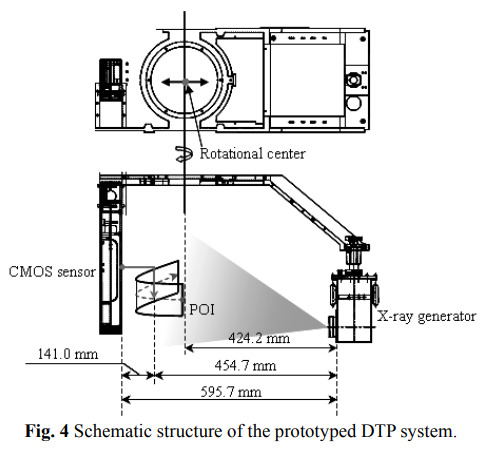 Rotational center
CMOS sensor
POI
X-ray generator
424.2 mm
141.0 mm
454.7 mm
595.7 mm
Fig. 4 Schematic structure of the prototyped DTP system.